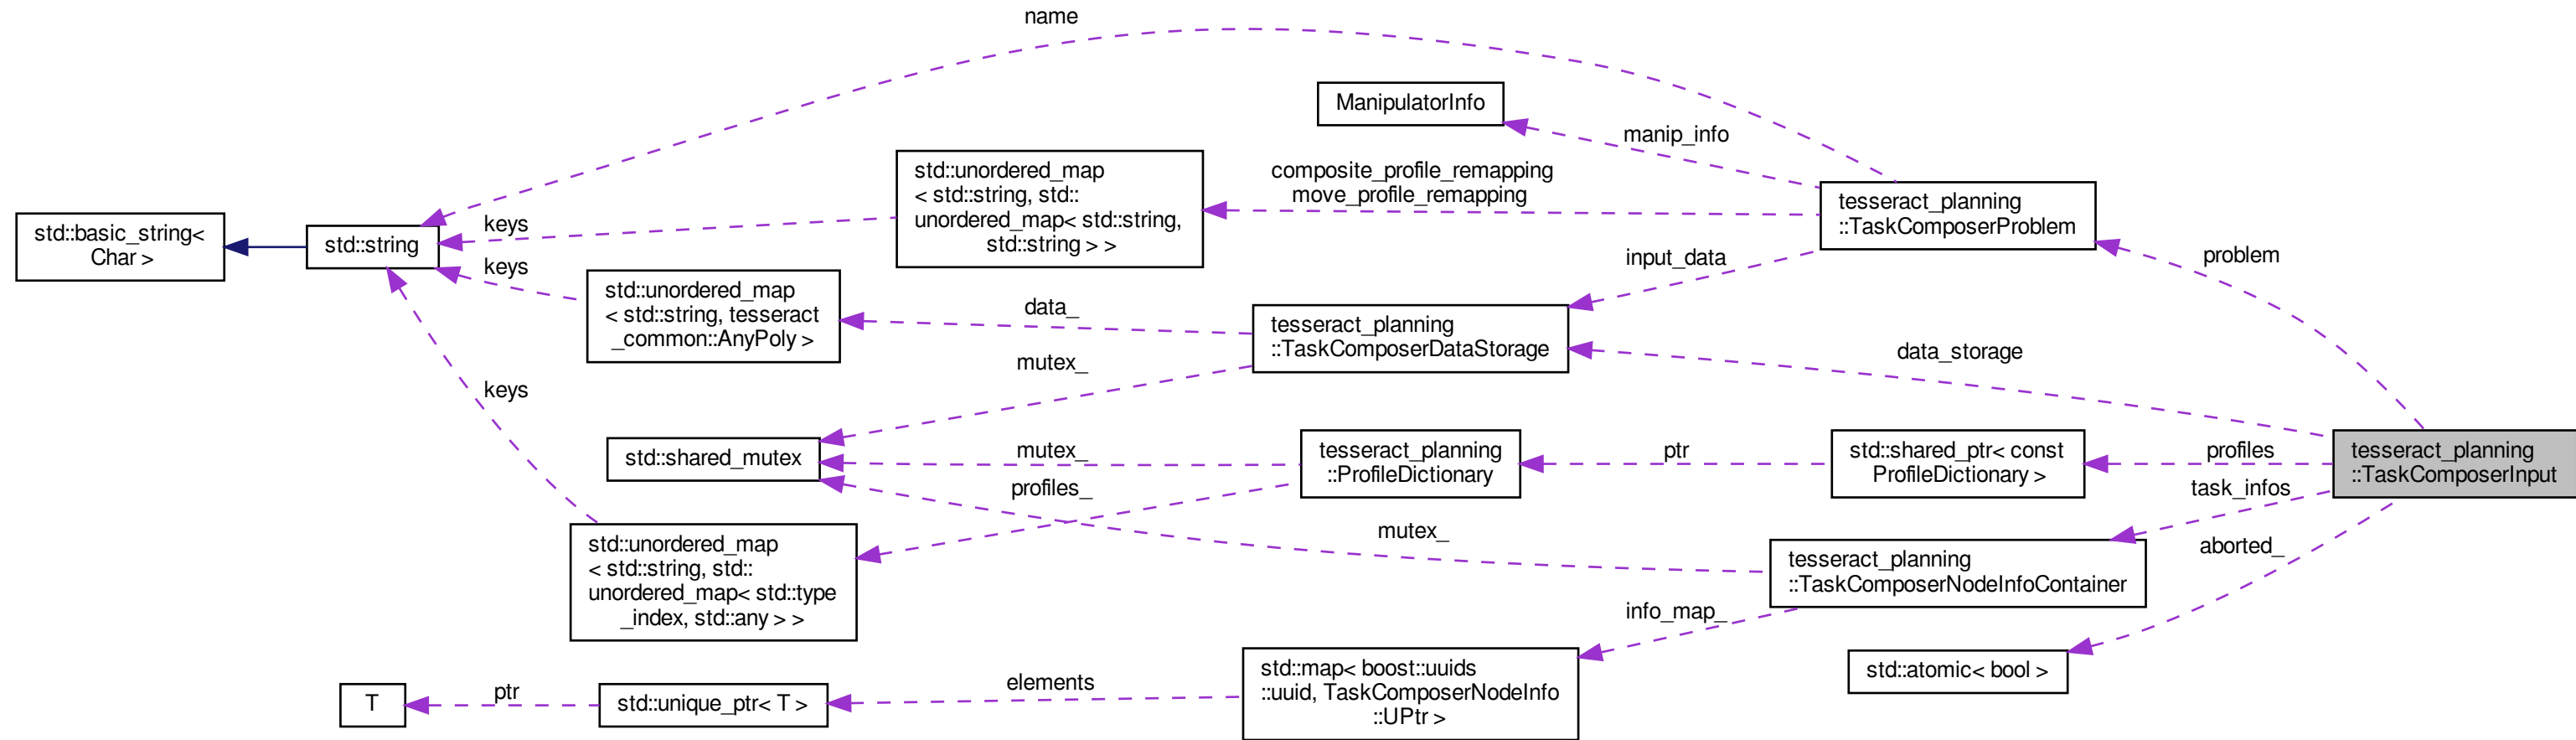 name
ManipulatorInfo
manip_info
std::unordered_map
< std::string, std::
unordered_map< std::string,
std::string > >
composite_profile_remapping
move_profile_remapping
tesseract_planning
::TaskComposerProblem
std::basic_string<
Char >
std::string
keys
keys
keys
std::unordered_map
< std::string, tesseract
_common::AnyPoly >
data_
mutex_
input_data
tesseract_planning
::TaskComposerDataStorage
problem
data_storage
std::shared_mutex
mutex_
profiles_
tesseract_planning
::ProfileDictionary
ptr
std::shared_ptr< const
ProfileDictionary >
profiles
tesseract_planning
::TaskComposerInput
task_infos
aborted_
std::unordered_map
< std::string, std::
unordered_map< std::type
_index, std::any > >
mutex_
tesseract_planning
::TaskComposerNodeInfoContainer
info_map_
std::atomic< bool >
T
ptr
std::unique_ptr< T >
elements
std::map< boost::uuids
::uuid, TaskComposerNodeInfo
::UPtr >